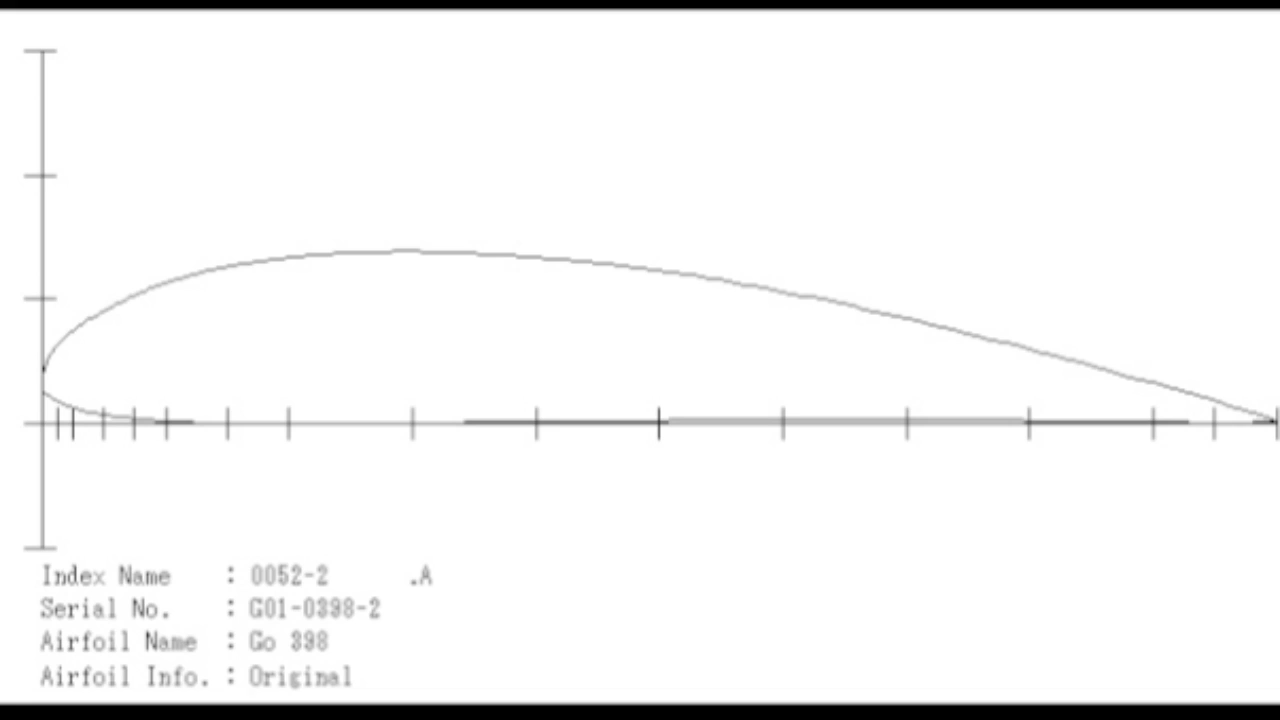 Index Name : 0052-2 .A
Serial No. : G01-0398-2
Airfoil Name : Go 398
Airfoil Info. : Original